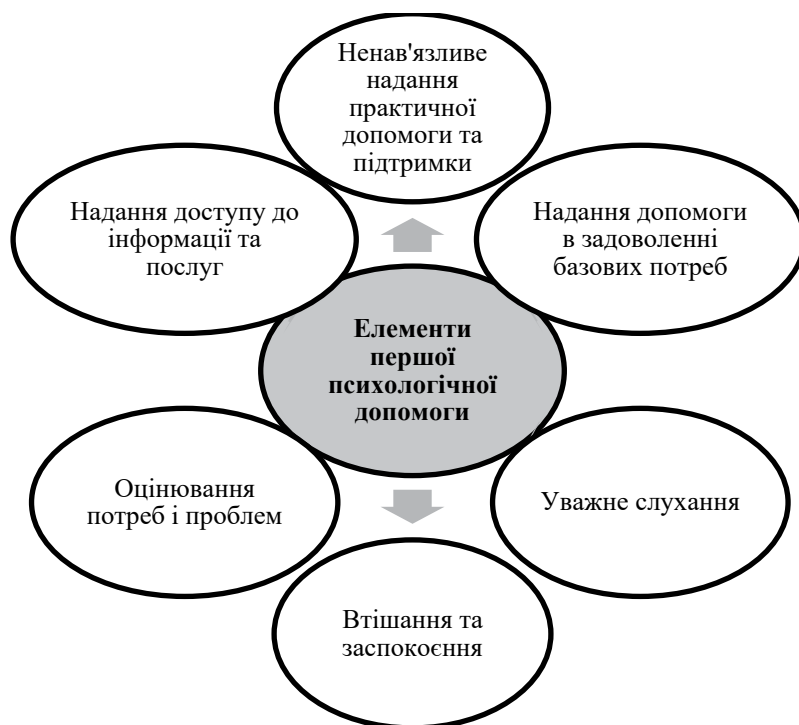 Ненав'язливе
надання
практичної
допомоги та
підтримки
Надання доступу до
інформації та
послуг
Надання допомоги
в задоволенні
базових потреб
Елементи
першої
психологічної
допомоги
Оцінювання
потреб і проблем
Уважне слухання
Втішання та
заспокоєння